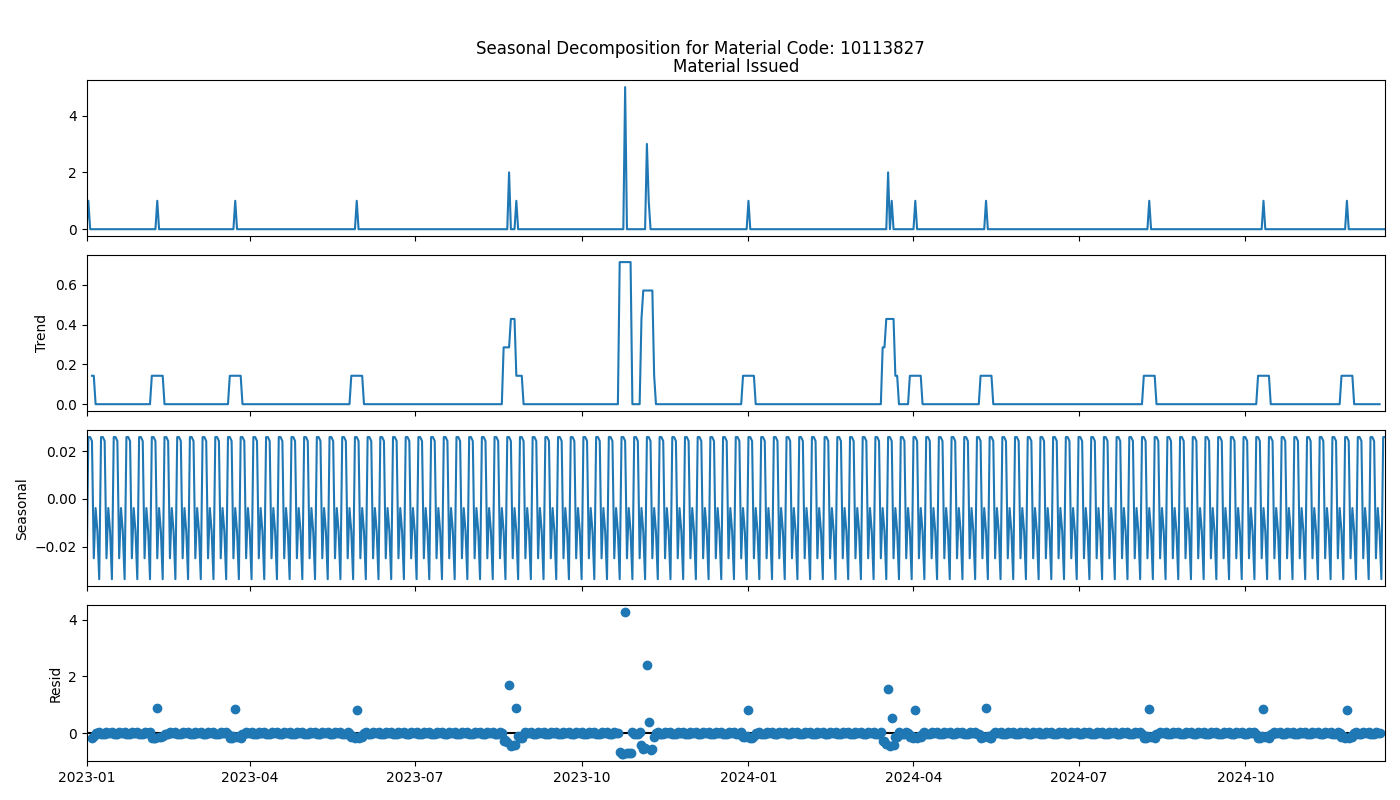 Seasonal Decomposition for Material Code: 10113827
Material Issued
4
2
0
Trend
0.6
0.4
0.2
0.0
Seasonal
0.02
0.00
−0.02
Resid
4
2
0
2023-01 2023-04 2023-07 2023-10 2024-01 2024-04 2024-07 2024-10